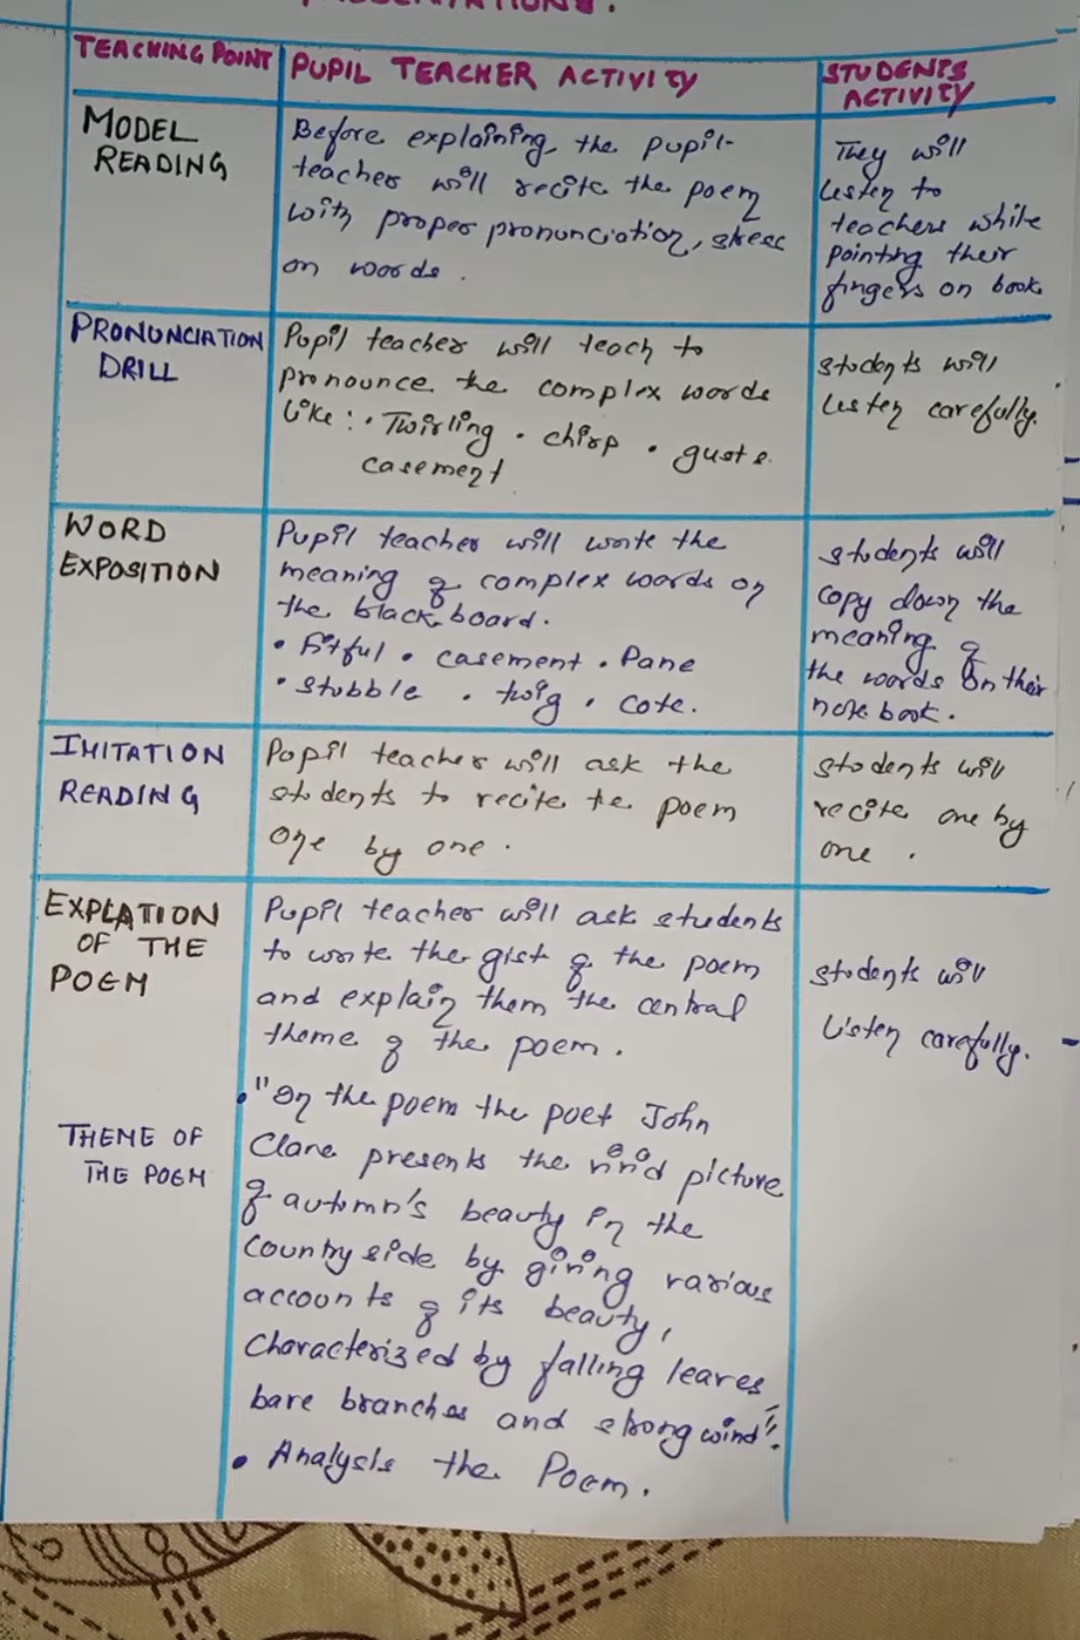 PRESENTATIONS.
TEACHING POINT
PUPIL TEACHER ACTIVITY
STUDENTS
ACTIVITY
MODEL
READING
Before explaining, the pupil-
teacher will recite the poem
with proper pronunciation, stress
on words.
They will
listen to
teachers while
pointing their
fingers on book
PRONUNCIATION
DRILL
Pupil teacher will teach to
pronounce the complex words
like: • Twirling • chirp • gusts
casement
students will
listen carefully.
WORD
EXPOSITION
Pupil teacher will write the
meaning of complex words on
the black board.
• Fitful • casement • Pane
• stubble • twig • cote.
students will
copy down the
meaning of
the words on their
note book.
IMITATION
READING
Pupil teacher will ask the
students to recite the poem
one by one.
students will
recite one by
one.
EXPLATION
OF THE
POEM
Pupil teacher will ask students
to write the gist of the poem
and explain them the central
theme of the poem.
students will
listen carefully.
THEME OF
THE POEM
• "In the poem the poet John
Clare presents the vivid picture
of automn's beauty in the
country side by giving various
accounts of its beauty,
characterized by falling leaves
bare branches and strong wind".
• Analysis the Poem.